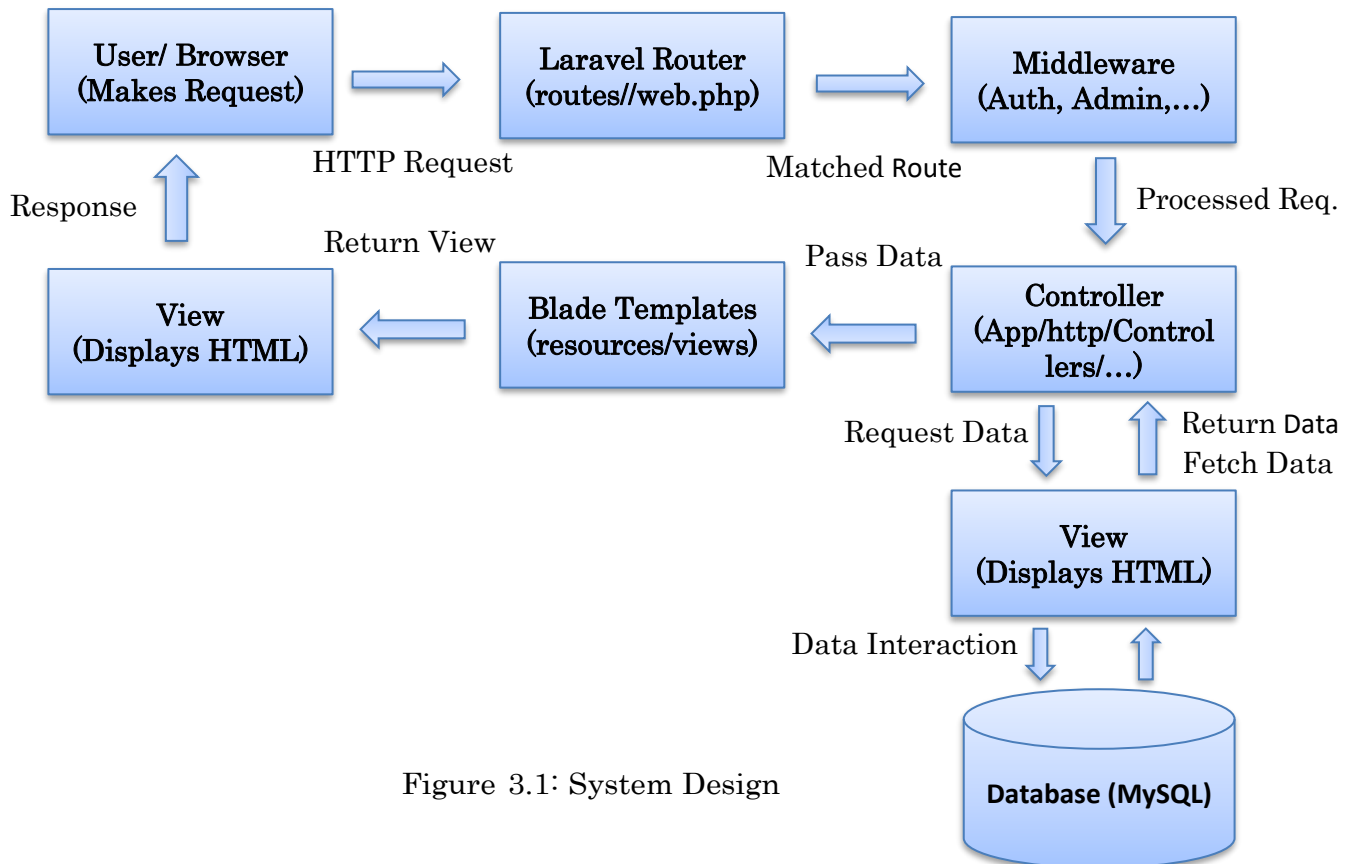 User/ Browser
(Makes Request)
Laravel Router
(routes//web.php)
Middleware
(Auth, Admin,...)
HTTP Request
Matched Route
Processed Req.
Response
Return View
Pass Data
View
(Displays HTML)
Blade Templates
(resources/views)
Controller
(App/http/Control
lers/...)
Request Data
Return Data
Fetch Data
View
(Displays HTML)
Data Interaction
Database (MySQL)
Figure 3.1: System Design